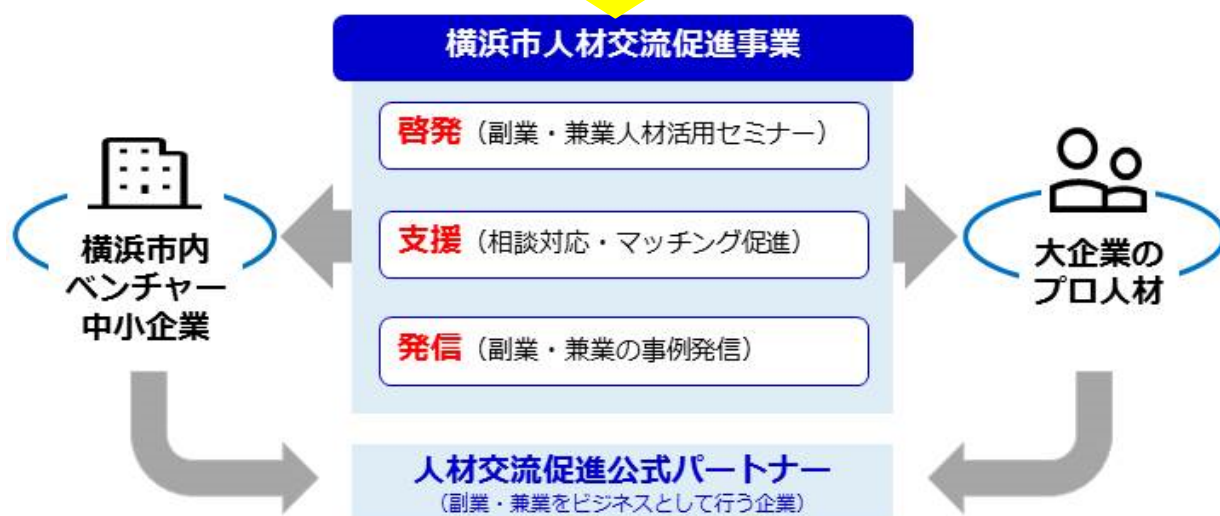 横浜市人材交流促進事業
啓発（副業・兼業人材活用セミナー）
支援（相談対応・マッチング促進）
発信（副業・兼業の事例発信）
横浜市内
ベンチャー
中小企業
大企業の
プロ人材
人材交流促進公式パートナー
（副業・兼業をビジネスとして行う企業）